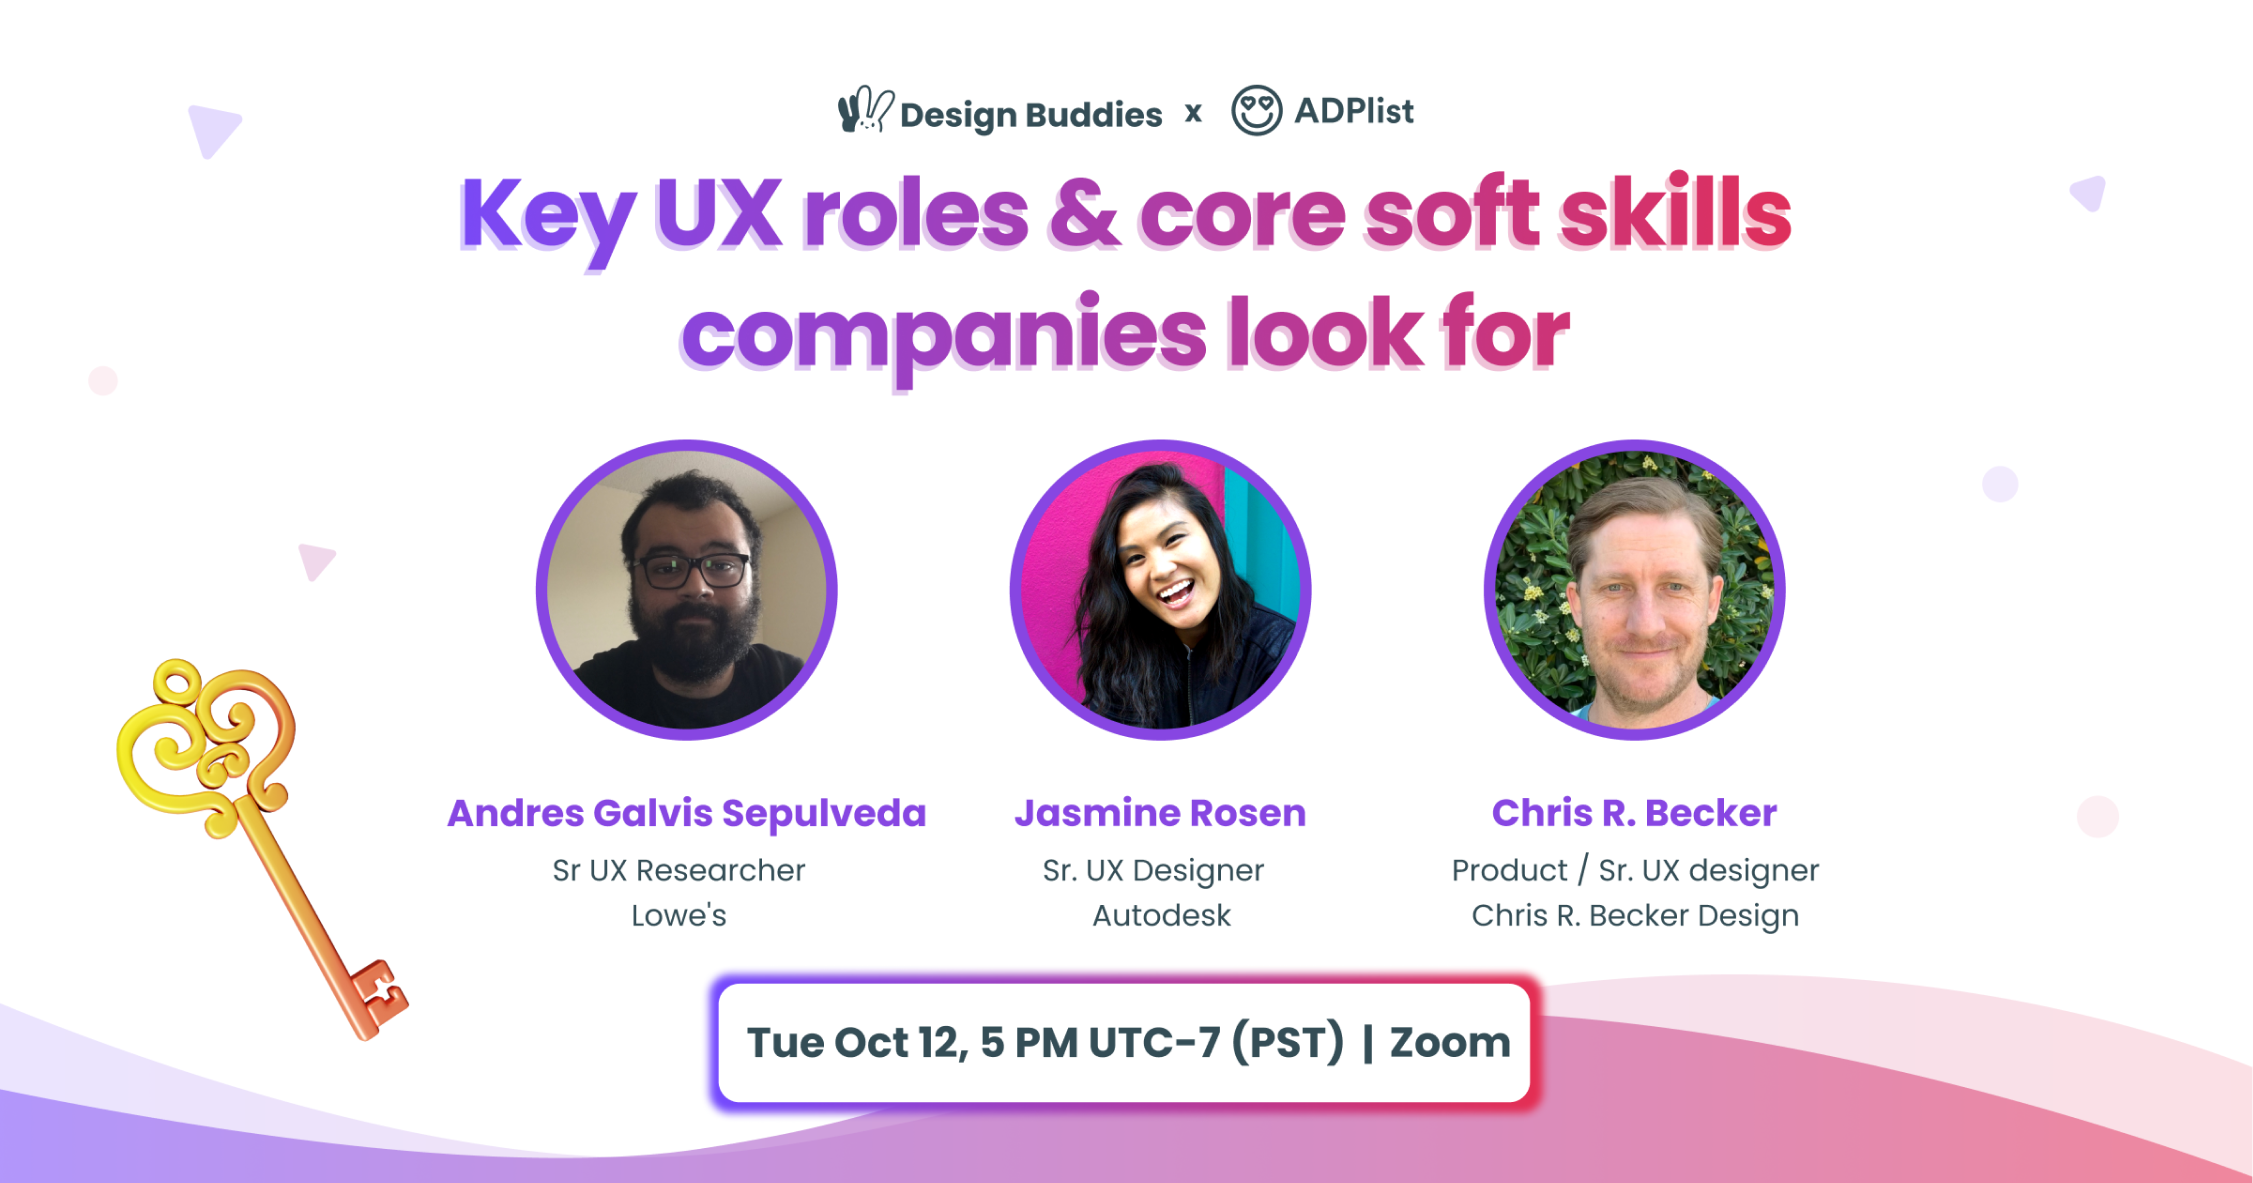 Design Buddies x ADPlist
Key UX roles & core soft skills
companies look for
Andres Galvis Sepulveda
Sr UX Researcher
Lowe's
Jasmine Rosen
Sr. UX Designer
Autodesk
Chris R. Becker
Product / Sr. UX designer
Chris R. Becker Design
Tue Oct 12, 5 PM UTC-7 (PST) | Zoom